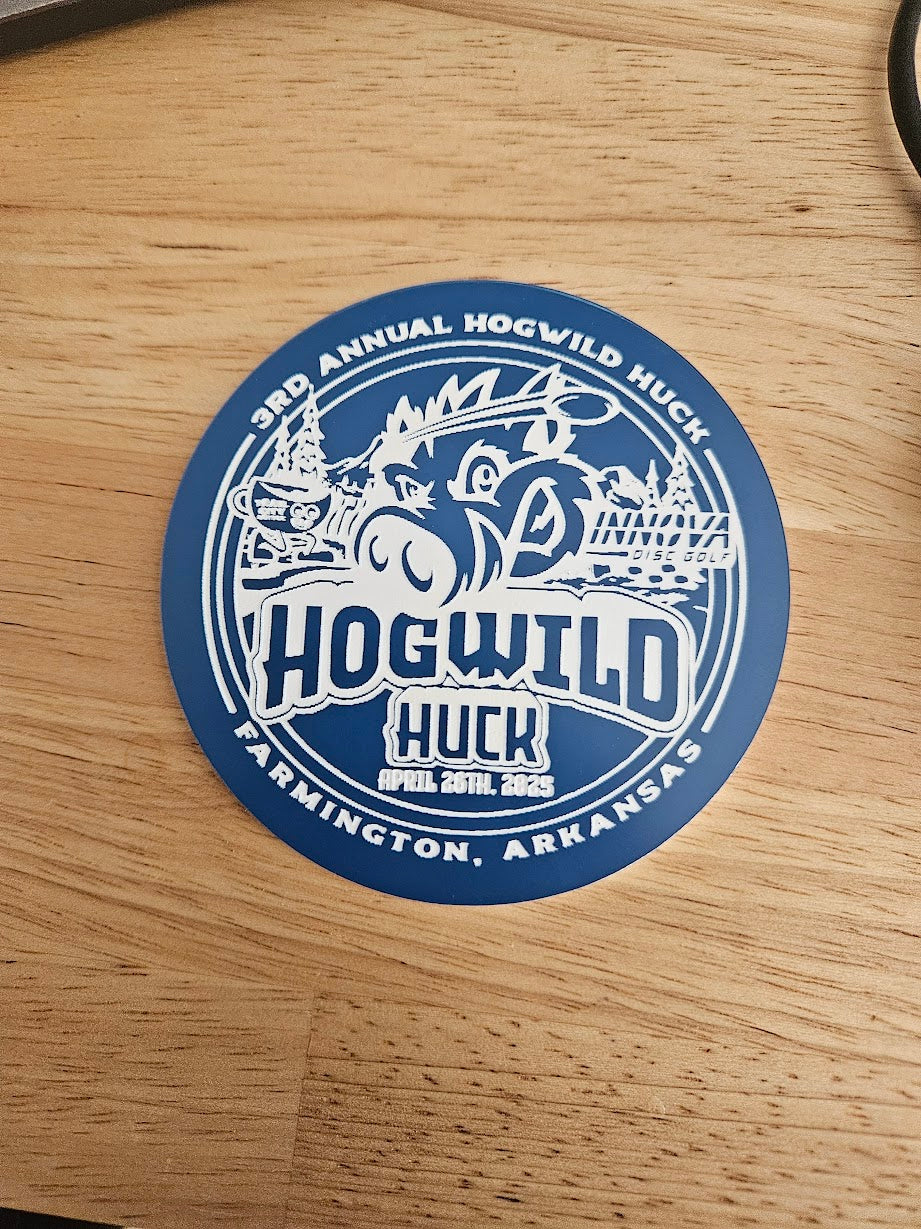 3RD ANNUAL HOGWILD HUCK
INNOVA
DISC GOLF
HOGWILD
HUCK
APRIL 26TH, 2025
FARMINGTON, ARKANSAS